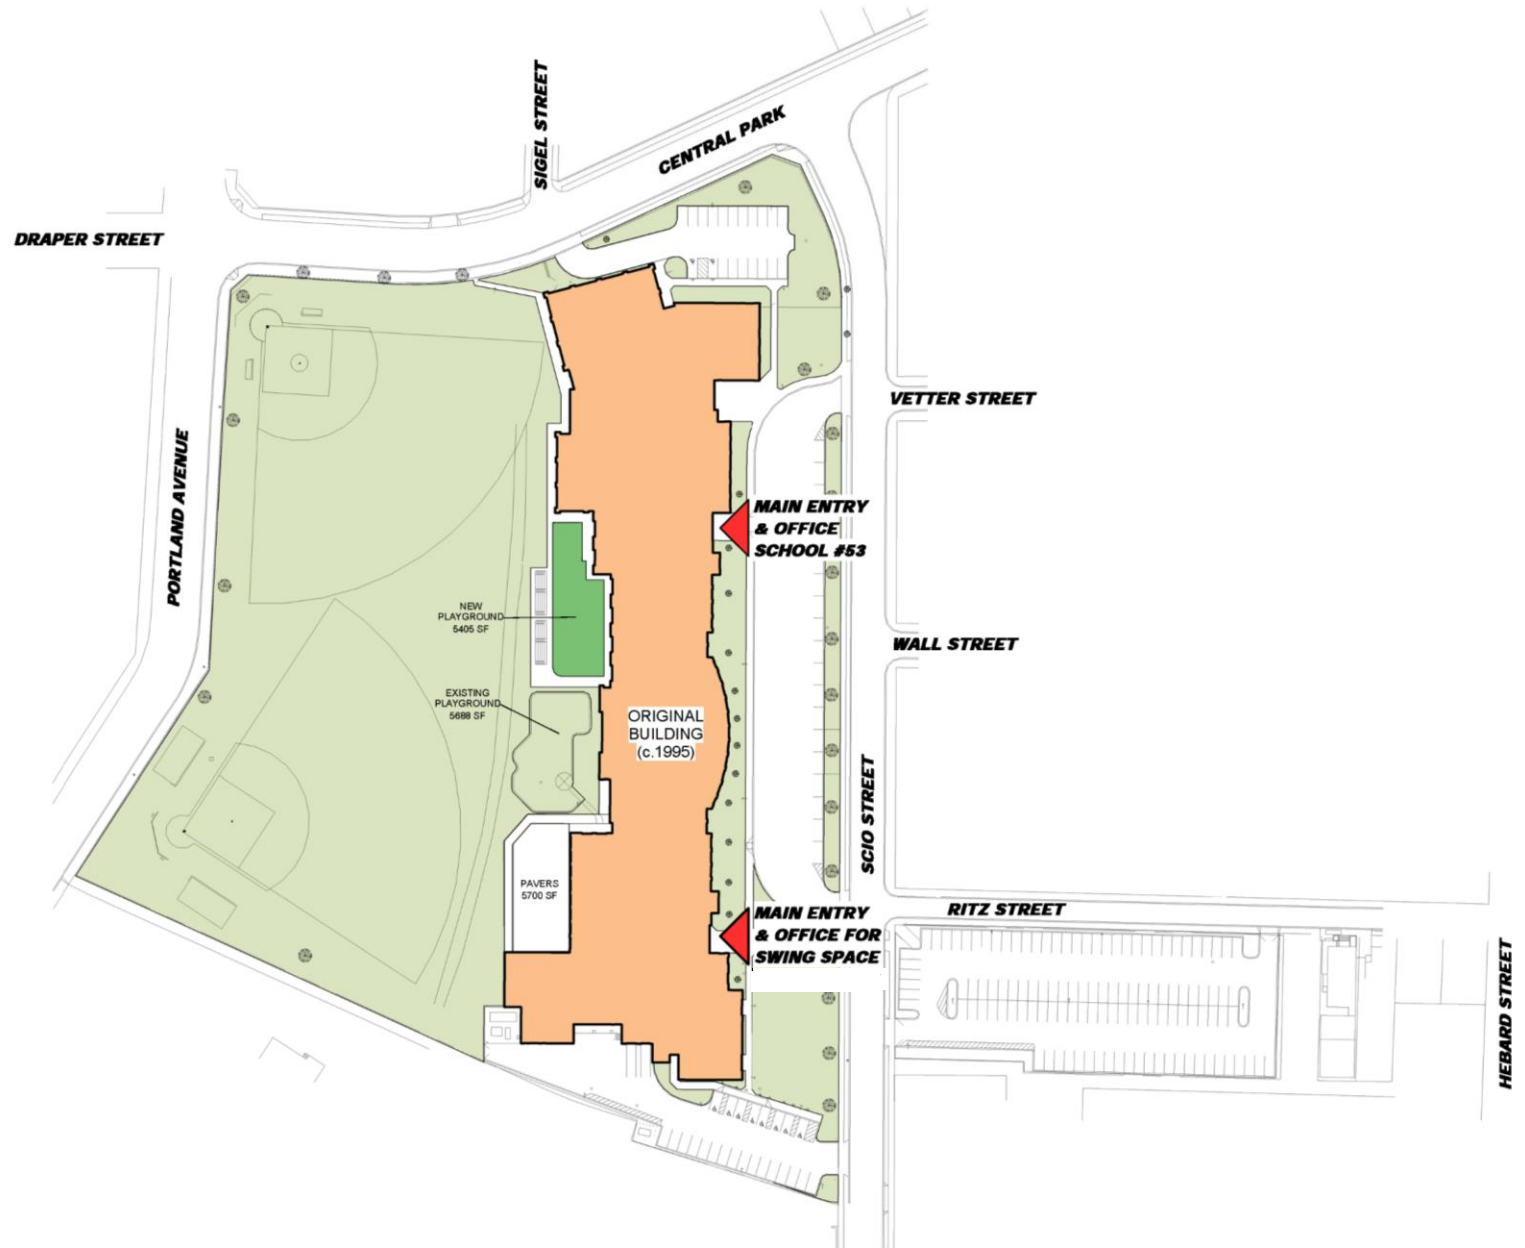 SIGEL STREET
CENTRAL PARK
DRAPER STREET
VETTER STREET
PORTLAND AVENUE
MAIN ENTRY
& OFFICE
SCHOOL #53
NEW
PLAYGROUND
5405 SF
WALL STREET
EXISTING
PLAYGROUND
5688 SF
ORIGINAL
BUILDING
(c.1995)
SCIO STREET
PAVERS
5700 SF
RITZ STREET
MAIN ENTRY
& OFFICE FOR
SWING SPACE
HEBARD STREET